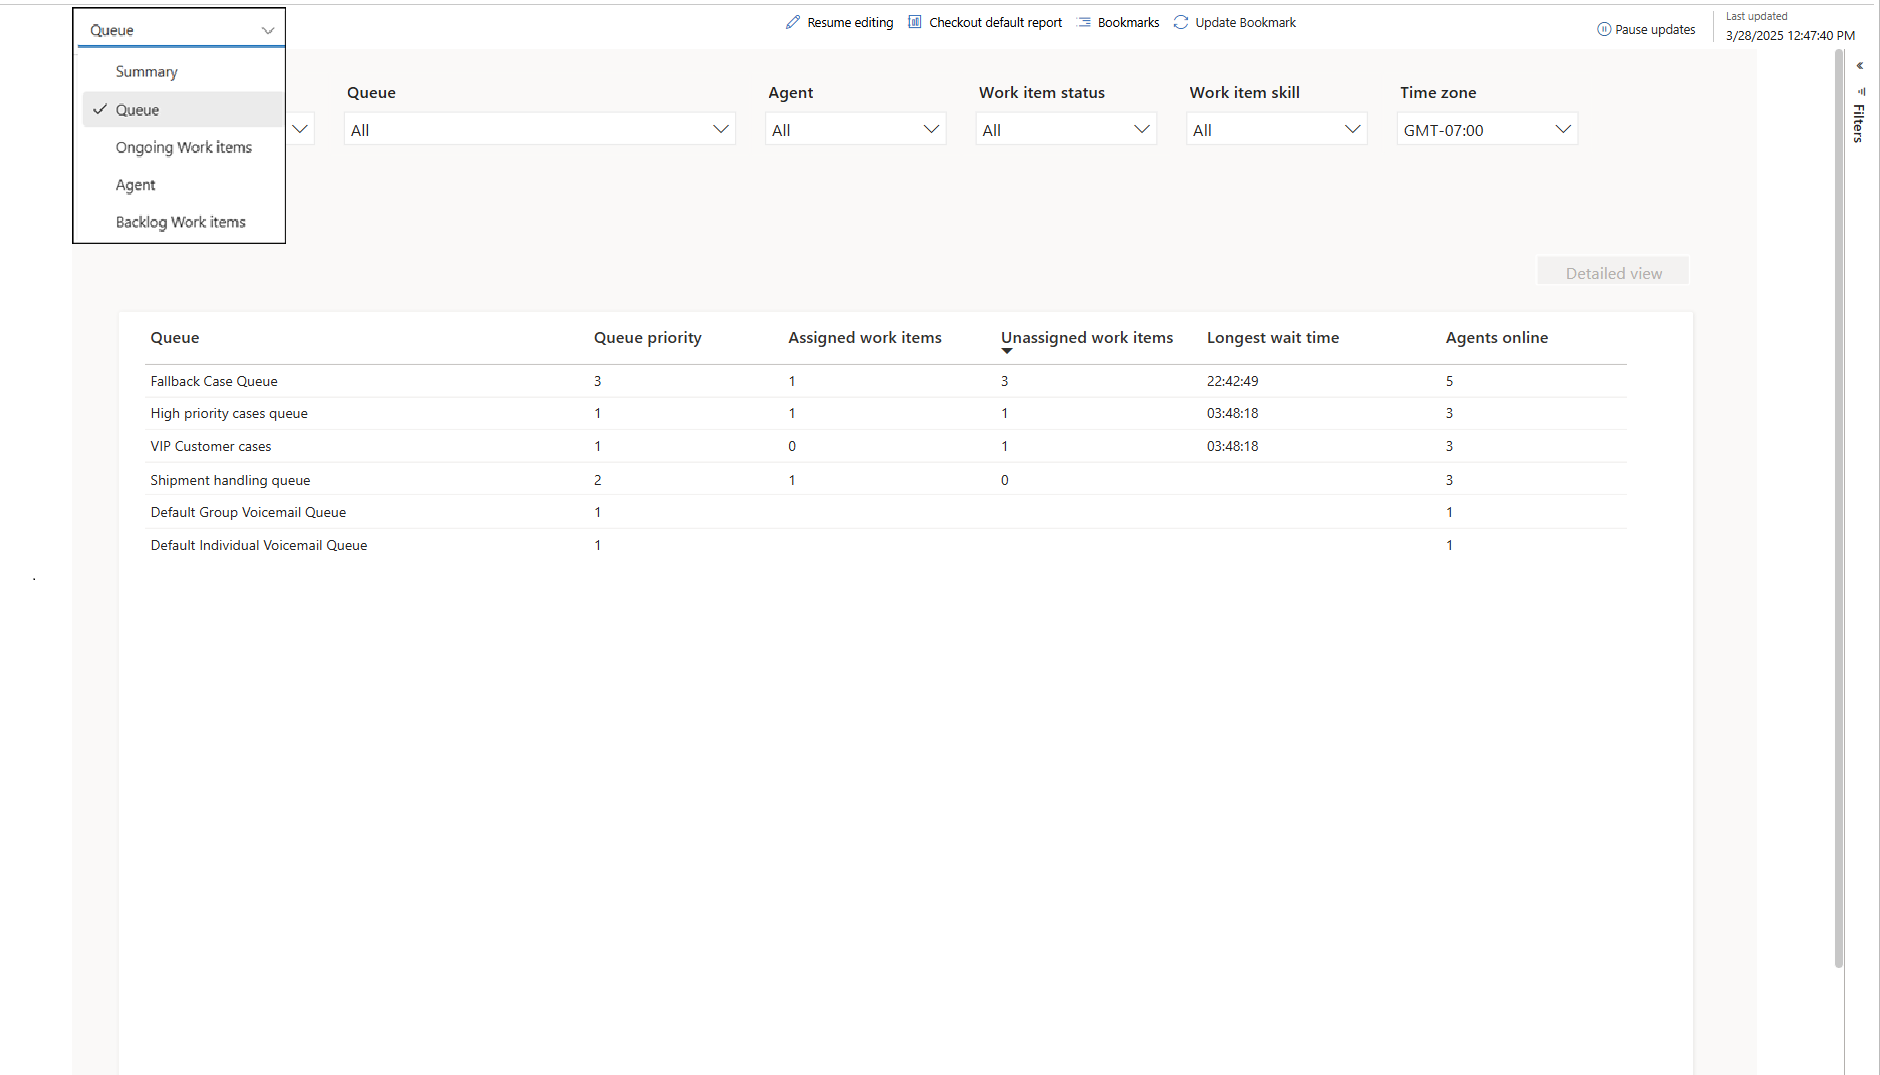 Queue
Resume editing Checkout default report Bookmarks Update Bookmark
Pause updates
Last updated
3/28/2025 12:47:40 PM
Summary
Queue
Ongoing Work items
Agent
Backlog Work items
Queue Agent Work item status Work item skill Time zone
All All All All GMT-07:00
Filters
Detailed view
Queue Queue priority Assigned work items Unassigned work items Longest wait time Agents online
Fallback Case Queue 3 1 3 22:42:49 5
High priority cases queue 1 1 1 03:48:18 3
VIP Customer cases 1 0 1 03:48:18 3
Shipment handling queue 2 1 0 3
Default Group Voicemail Queue 1 1
Default Individual Voicemail Queue 1 1